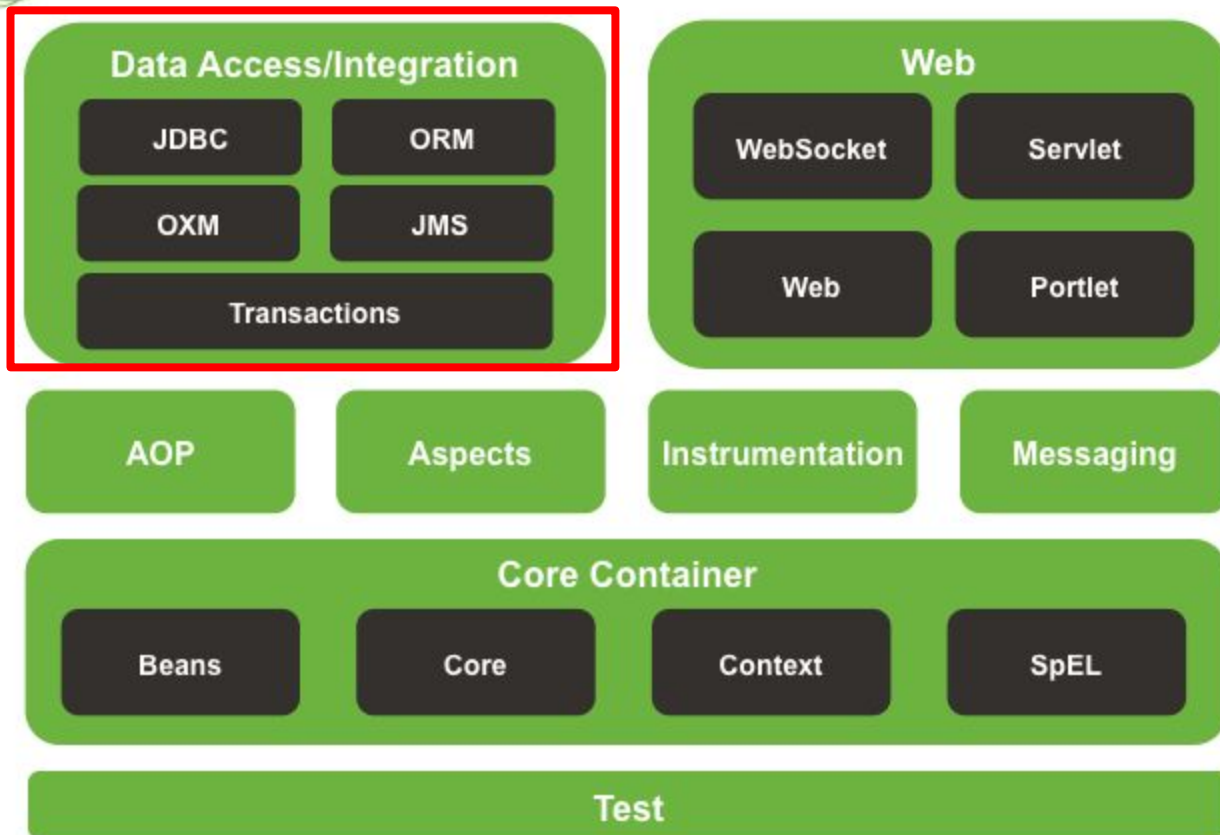 Data Access/Integration
JDBC
ORM
OXM
JMS
Transactions
Web
WebSocket
Servlet
Web
Portlet
AOP
Aspects
Instrumentation
Messaging
Core Container
Beans
Core
Context
SpEL
Test